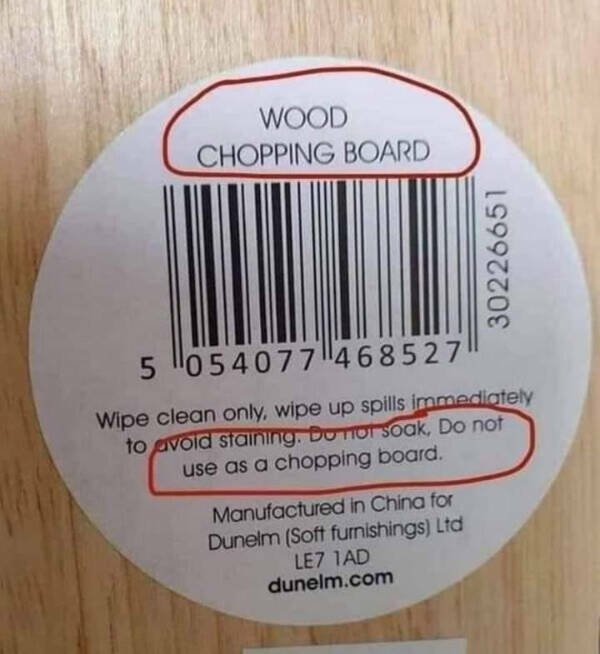 WOOD
CHOPPING BOARD
30226651
5 054077 468527
Wipe clean only, wipe up spills immediately
to avoid staining. Do not soak, Do not
use as a chopping board.
Manufactured in China for
Dunelm (Soft furnishings) Ltd
LE7 1AD
dunelm.com